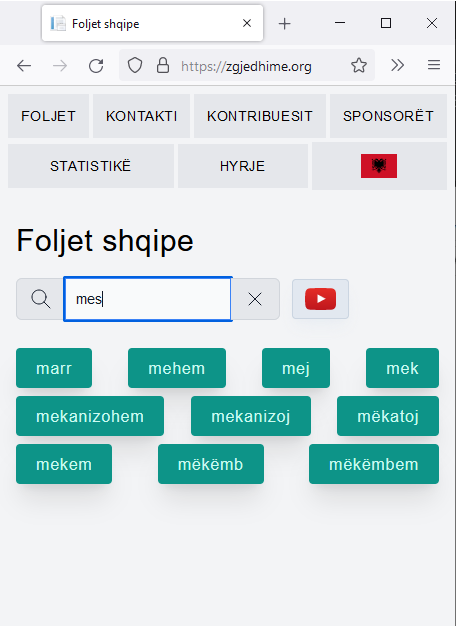 Foljet shqipe
https://zgjedhime.org
FOLJET KONTAKTI KONTRIBUESIT SPONSORËT
STATISTIKË HYRJE
Foljet shqipe
mes
marr mehem mej mek
mekanizohem mekanizoj mëkatoj
mekem mëkëmb mëkëmbem